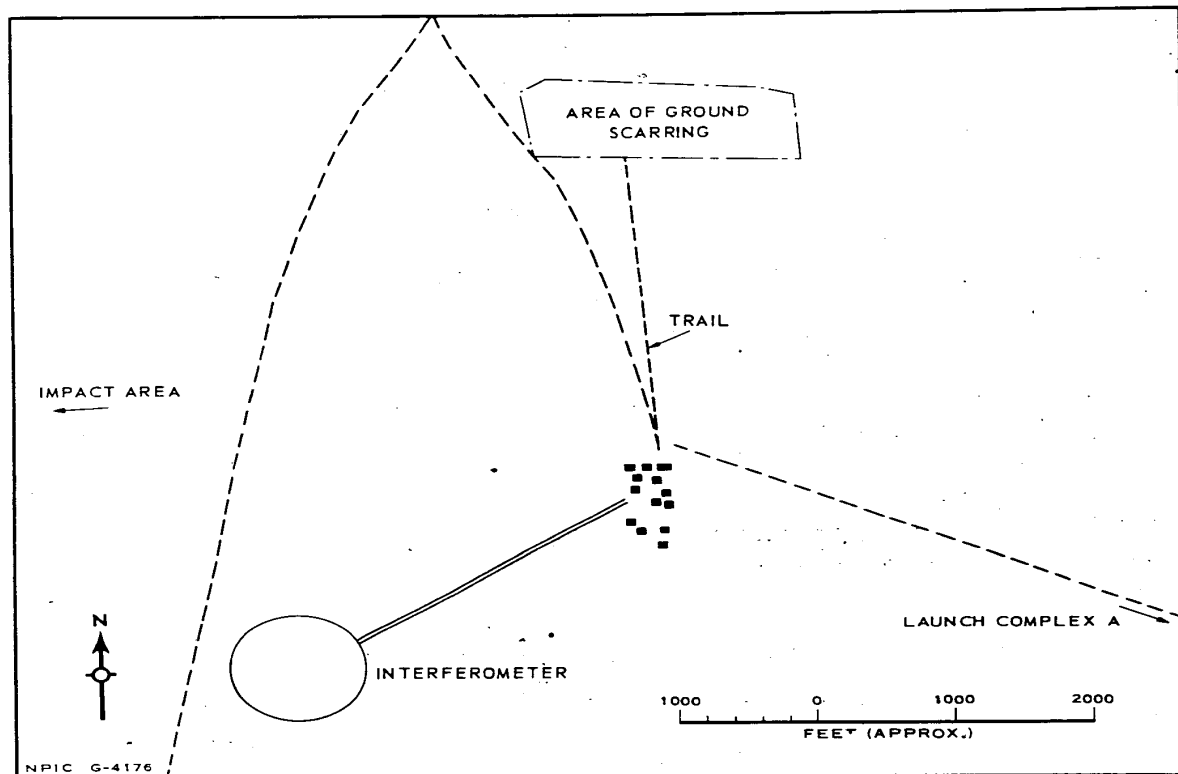 AREA OF GROUND
SCARRING
TRAIL
IMPACT AREA
N
LAUNCH COMPLEX A
INTERFEROMETER
1000 0 1000 2000
FEET (APPROX.)
NPIC G-4176